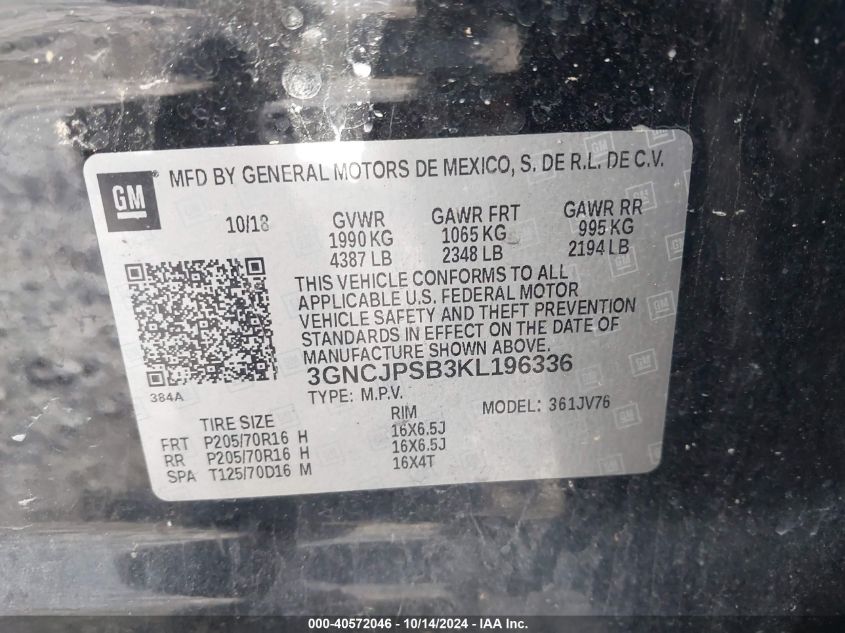 GM
MFD BY GENERAL MOTORS DE MEXICO, S. DE R.L. DE C.V.
10/18 GVWR GAWR FRT GAWR RR
1990 KG 1065 KG 995 KG
4387 LB 2348 LB 2194 LB
THIS VEHICLE CONFORMS TO ALL
APPLICABLE U.S. FEDERAL MOTOR
VEHICLE SAFETY AND THEFT PREVENTION
STANDARDS IN EFFECT ON THE DATE OF
MANUFACTURE SHOWN ABOVE.
384A 3GNCJPSB3KL196336
TYPE: M.P.V. MODEL: 361JV76
TIRE SIZE RIM
FRT P205/70R16 H 16X6.5J
RR P205/70R16 H 16X6.5J
SPA T125/70D16 M 16X4T
000-40572046 - 10/14/2024 - IAA Inc.